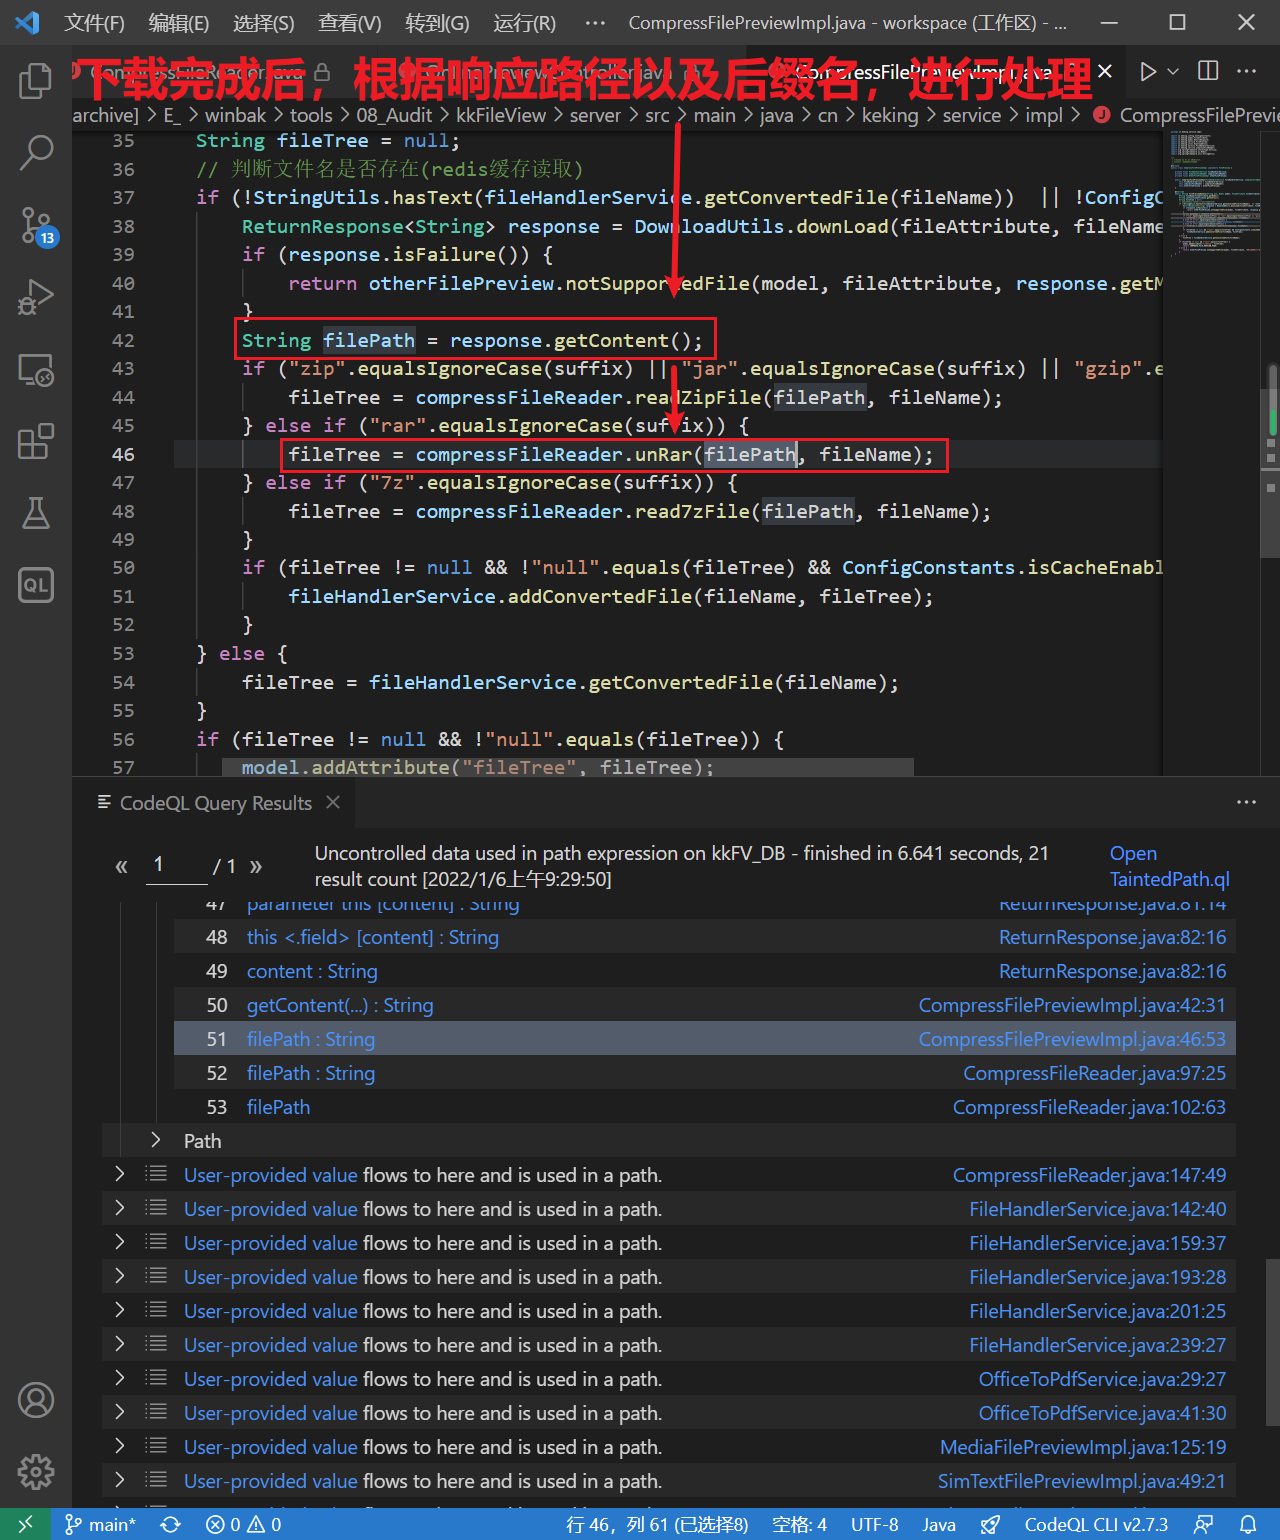 文件(F) 编辑(E) 选择(S) 查看(V) 转到(G) 运行(R) ··· CompressFilePreviewImpl.java - workspace (工作区) - ...
下载完成后，根据响应路径以及后缀名，进行处理
archive] > E_ > winbak > tools > 08_Audit > kkFileView > server > src > main > java > cn > keking > service > impl > CompressFilePrevie
35 String fileTree = null;
36 // 判断文件名是否存在(redis缓存读取)
37 if (!StringUtils.hasText(fileHandlerService.getConvertedFile(fileName)) || !ConfigC
38 ReturnResponse<String> response = DownloadUtils.downLoad(fileAttribute, fileName
39 if (response.isFailure()) {
40 return otherFilePreview.notSupportedFile(model, fileAttribute, response.getM
41 }
42 String filePath = response.getContent();
43 if ("zip".equalsIgnoreCase(suffix) || "jar".equalsIgnoreCase(suffix) || "gzip".e
44 fileTree = compressFileReader.readZipFile(filePath, fileName);
45 } else if ("rar".equalsIgnoreCase(suffix)) {
46 fileTree = compressFileReader.unRar(filePath, fileName);
47 } else if ("7z".equalsIgnoreCase(suffix)) {
48 fileTree = compressFileReader.read7zFile(filePath, fileName);
49 }
50 if (fileTree != null && !"null".equals(fileTree) && ConfigConstants.isCacheEnabl
51 fileHandlerService.addConvertedFile(fileName, fileTree);
52 }
53 } else {
54 fileTree = fileHandlerService.getConvertedFile(fileName);
55 }
56 if (fileTree != null && !"null".equals(fileTree)) {
57 model.addAttribute("fileTree", fileTree);
13
QL
CodeQL Query Results
« 1 / 1 »
Uncontrolled data used in path expression on kkFV_DB - finished in 6.641 seconds, 21
result count [2022/1/6上午9:29:50]
Open
TaintedPath.ql
47 parameter this [content] : String ReturnResponse.java:81:14
48 this <.field> [content] : String ReturnResponse.java:82:16
49 content : String ReturnResponse.java:82:16
50 getContent(...) : String CompressFilePreviewImpl.java:42:31
51 filePath : String CompressFilePreviewImpl.java:46:53
52 filePath : String CompressFileReader.java:97:25
53 filePath CompressFileReader.java:102:63
Path
User-provided value flows to here and is used in a path. CompressFileReader.java:147:49
User-provided value flows to here and is used in a path. FileHandlerService.java:142:40
User-provided value flows to here and is used in a path. FileHandlerService.java:159:37
User-provided value flows to here and is used in a path. FileHandlerService.java:193:28
User-provided value flows to here and is used in a path. FileHandlerService.java:201:25
User-provided value flows to here and is used in a path. FileHandlerService.java:239:27
User-provided value flows to here and is used in a path. OfficeToPdfService.java:29:27
User-provided value flows to here and is used in a path. OfficeToPdfService.java:41:30
User-provided value flows to here and is used in a path. MediaFilePreviewImpl.java:125:19
User-provided value flows to here and is used in a path. SimTextFilePreviewImpl.java:49:21
main* 0 0 行 46，列 61 (已选择8) 空格: 4 UTF-8 Java CodeQL CLI v2.7.3